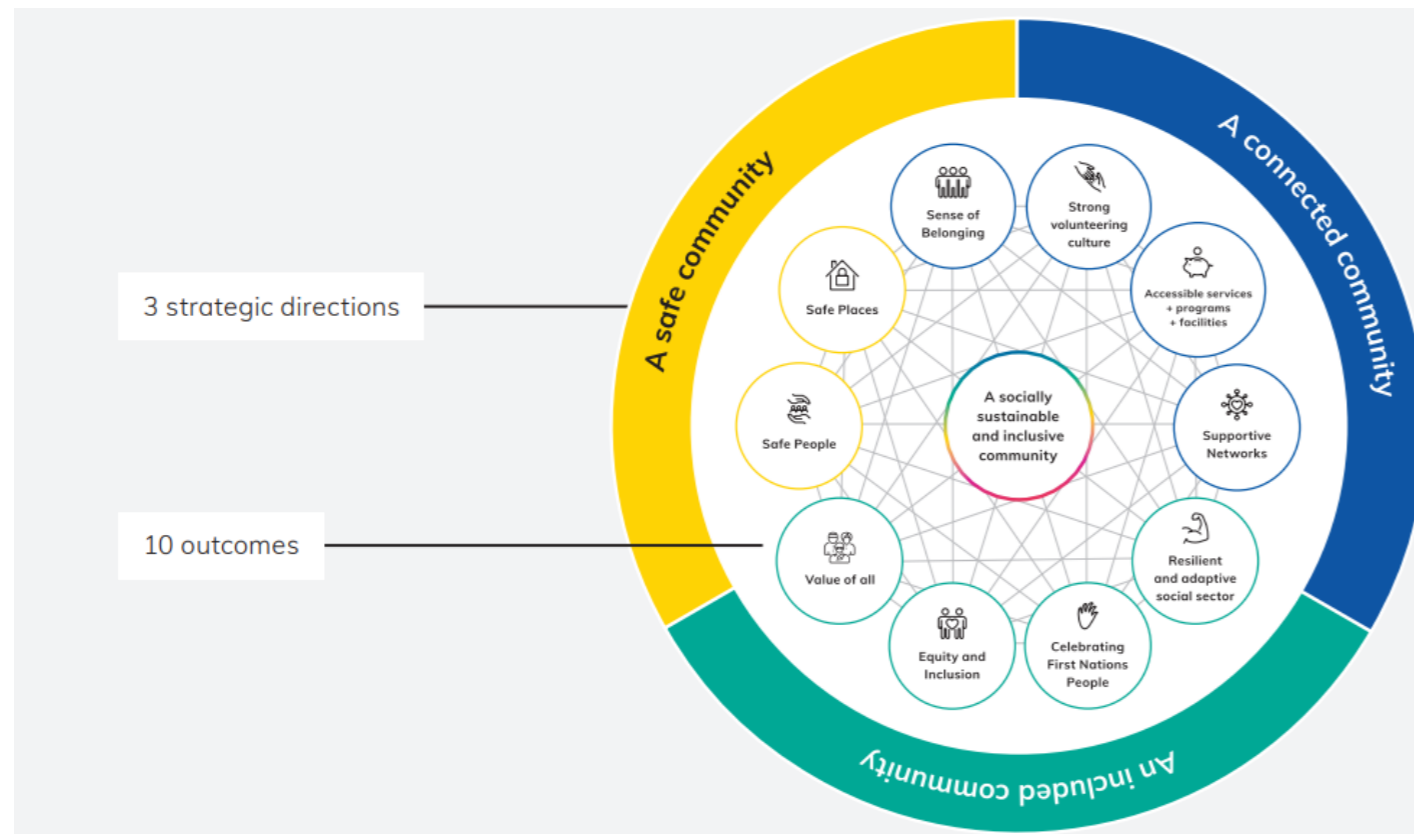 3 strategic directions
10 outcomes
A safe community
A connected community
An included community
Sense of
Belonging
Strong
volunteering
culture
Accessible services
+ programs
+ facilities
Supportive
Networks
Resilient
and adaptive
social sector
Celebrating
First Nations
People
Equity and
Inclusion
Value of all
Safe People
Safe Places
A socially
sustainable
and inclusive
community